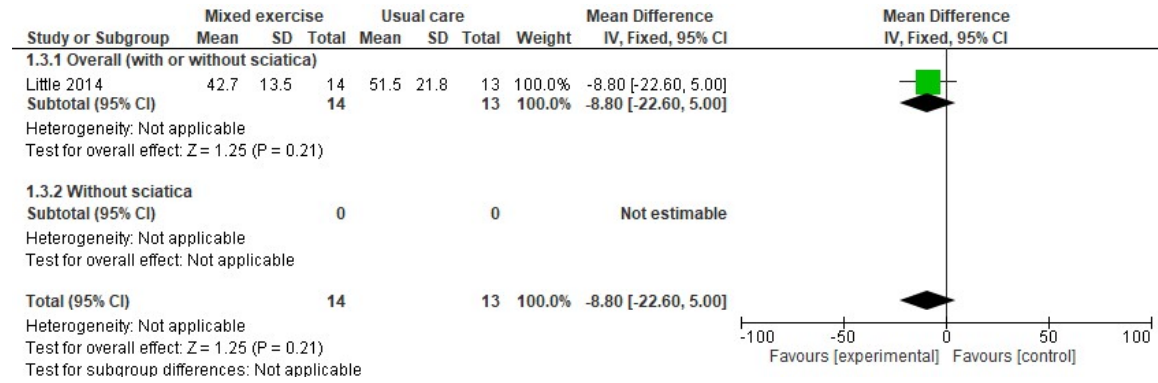 Mixed exercise Usual care Mean Difference Mean Difference
Study or Subgroup Mean SD Total Mean SD Total Weight IV, Fixed, 95% CI IV, Fixed, 95% CI
1.3.1 Overall (with or without sciatica)
Little 2014 42.7 13.5 14 51.5 21.8 13 100.0% -8.80 [-22.60, 5.00]
Subtotal (95% CI) 14 13 100.0% -8.80 [-22.60, 5.00]
Heterogeneity: Not applicable
Test for overall effect: Z = 1.25 (P = 0.21)
1.3.2 Without sciatica
Subtotal (95% CI) 0 0 Not estimable
Heterogeneity: Not applicable
Test for overall effect: Not applicable
Total (95% CI) 14 13 100.0% -8.80 [-22.60, 5.00]
Heterogeneity: Not applicable
Test for overall effect: Z = 1.25 (P = 0.21)
Test for subgroup differences: Not applicable
-100 -50 0 50 100
Favours [experimental] Favours [control]